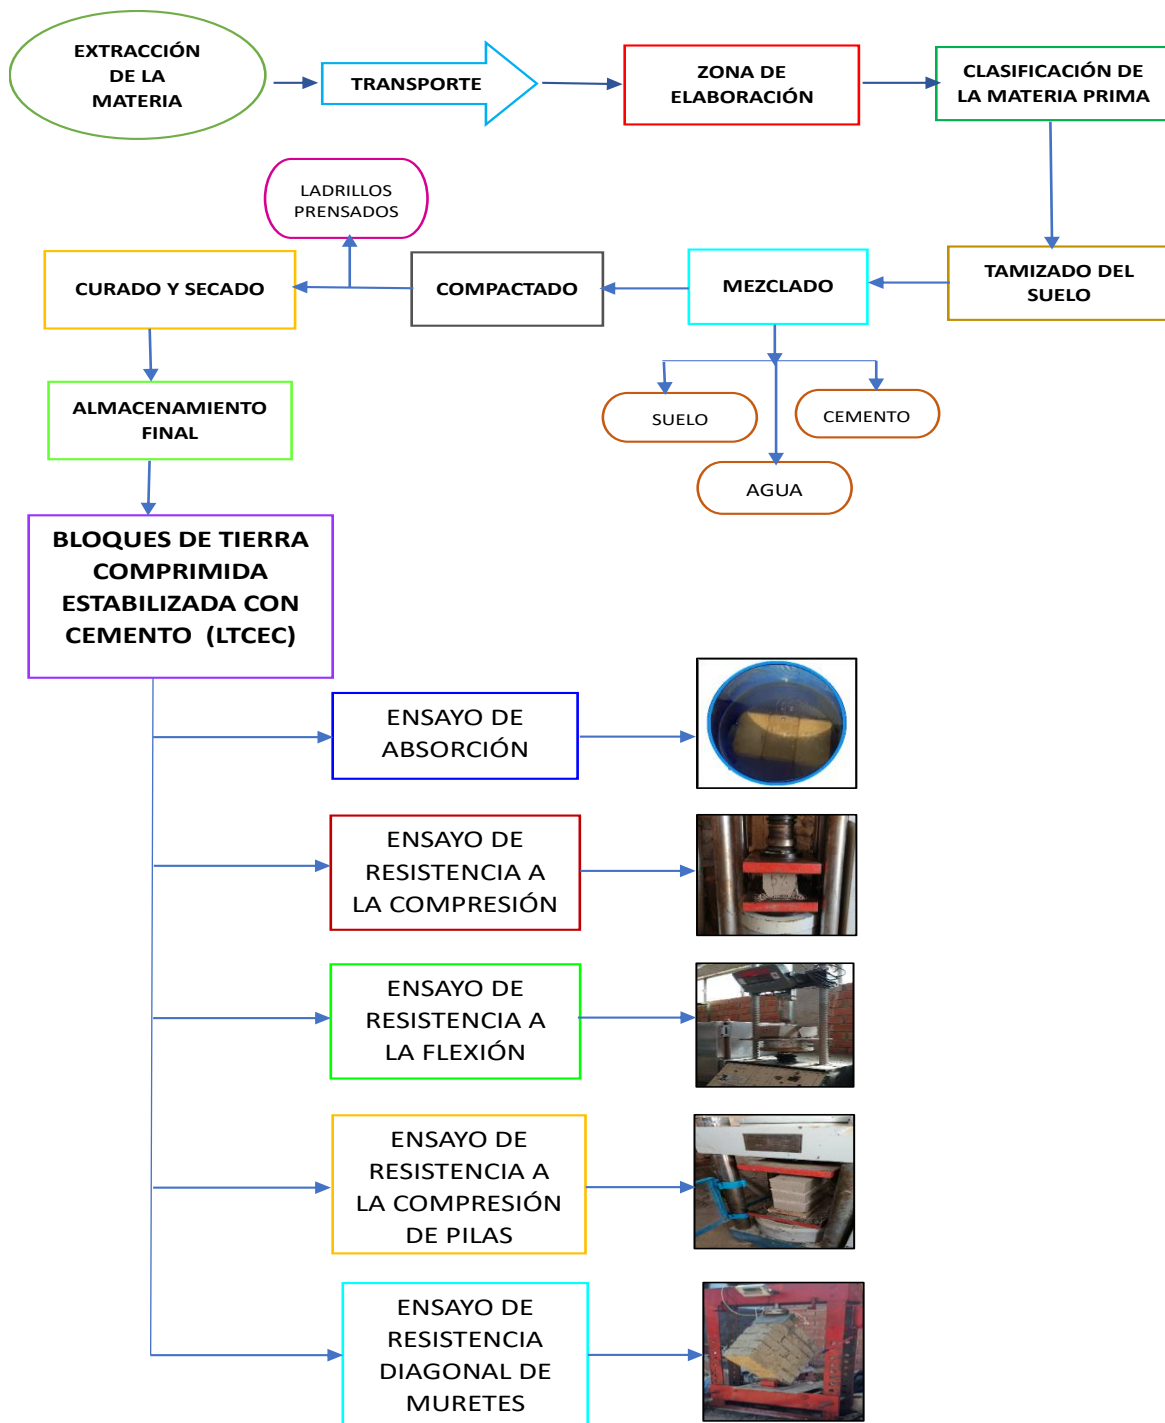 EXTRACCIÓN
DE LA
MATERIA
TRANSPORTE
ZONA DE
ELABORACIÓN
CLASIFICACIÓN DE
LA MATERIA PRIMA
TAMIZADO DEL
SUELO
MEZCLADO
SUELO
CEMENTO
AGUA
COMPACTADO
LADRILLOS
PRENSADOS
CURADO Y SECADO
ALMACENAMIENTO
FINAL
BLOQUES DE TIERRA
COMPRIMIDA
ESTABILIZADA CON
CEMENTO (LTCEC)
ENSAYO DE
ABSORCIÓN
ENSAYO DE
RESISTENCIA A
LA COMPRESIÓN
ENSAYO DE
RESISTENCIA A
LA FLEXIÓN
ENSAYO DE
RESISTENCIA A
LA COMPRESIÓN
DE PILAS
ENSAYO DE
RESISTENCIA
DIAGONAL DE
MURETES